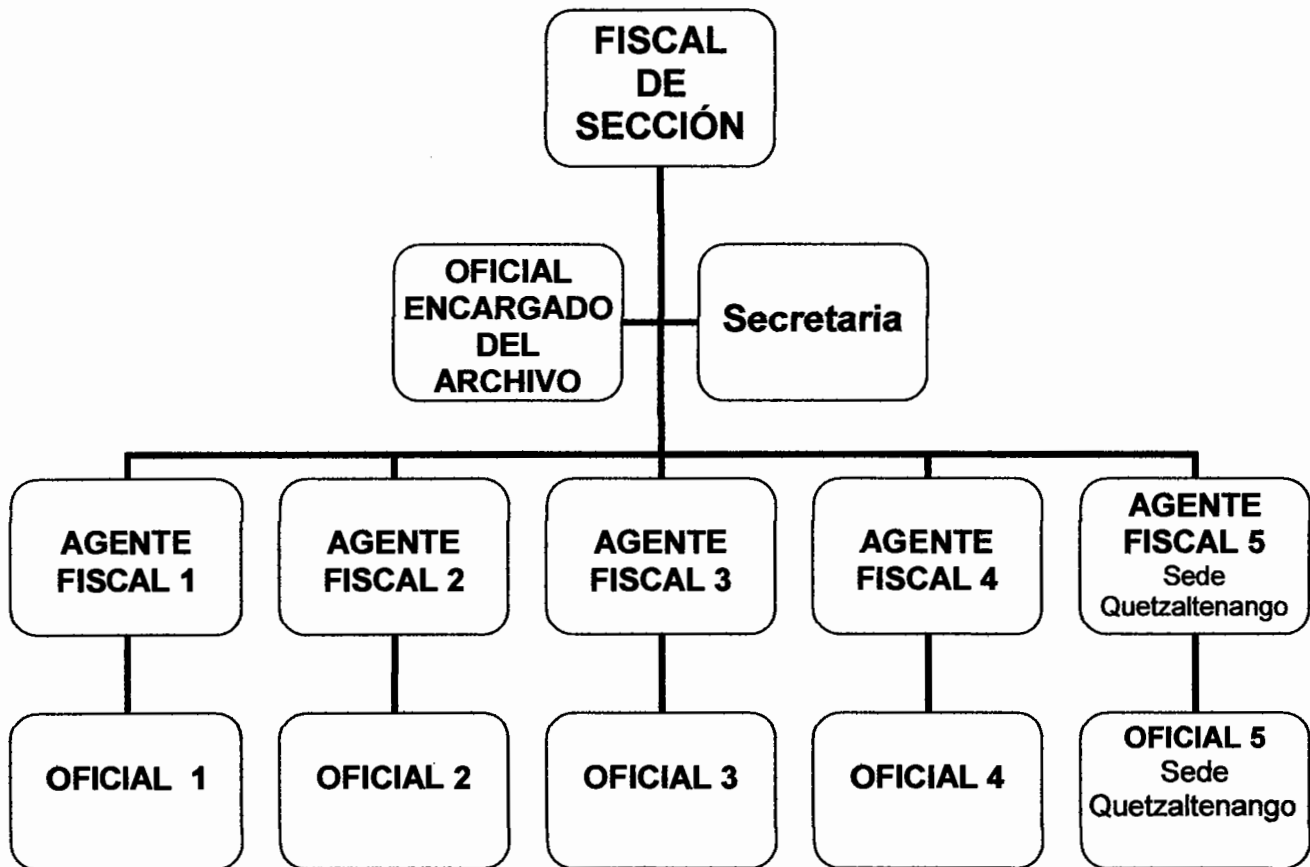 FISCAL
DE
SECCIÓN
OFICIAL
ENCARGADO
DEL
ARCHIVO
Secretaria
AGENTE
FISCAL 1
AGENTE
FISCAL 2
AGENTE
FISCAL 3
AGENTE
FISCAL 4
AGENTE
FISCAL 5
Sede
Quetzaltenango
OFICIAL 1
OFICIAL 2
OFICIAL 3
OFICIAL 4
OFICIAL 5
Sede
Quetzaltenango